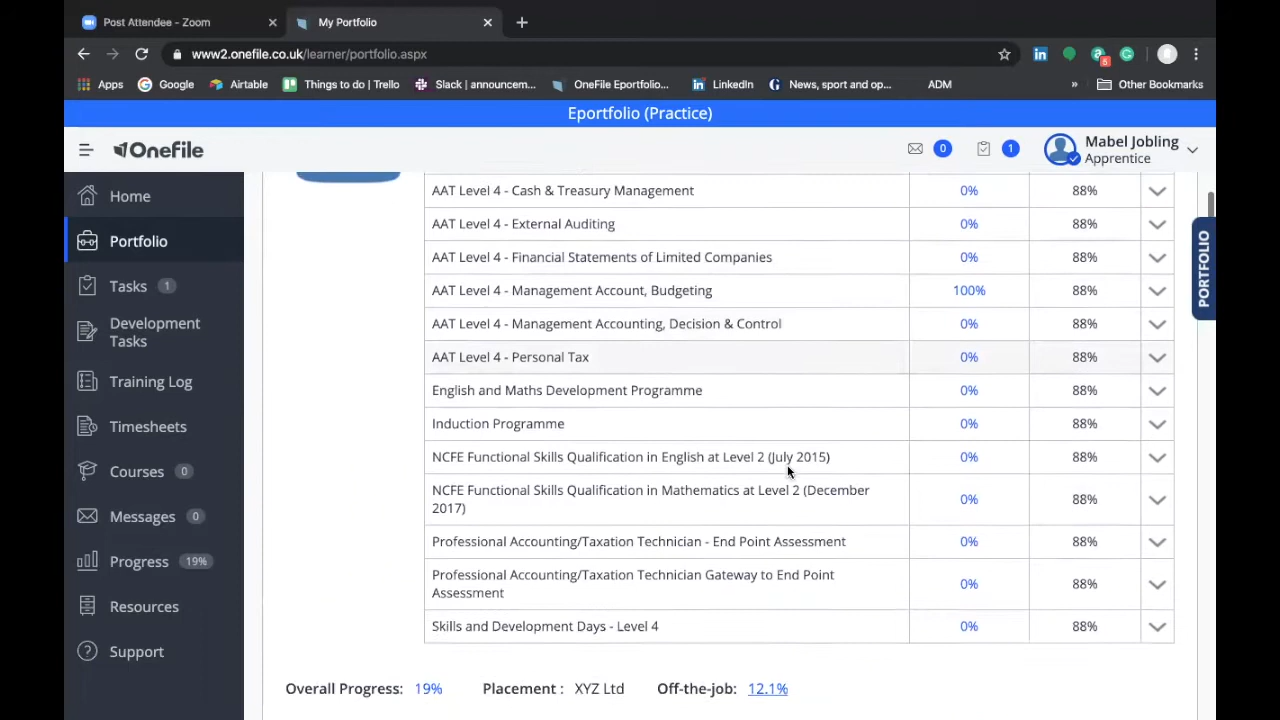 Post Attendee - Zoom
My Portfolio
www2.onefile.co.uk/learner/portfolio.aspx
Apps
Google
Airtable
Things to do | Trello
Slack | announcem...
OneFile Eportfolio...
LinkedIn
News, sport and op...
ADM
»
Other Bookmarks
Eportfolio (Practice)
Onefile
0
1
Mabel Jobling
Apprentice
Home
Portfolio
Tasks 1
Development
Tasks
Training Log
Timesheets
Courses 0
Messages 0
Progress 19%
Resources
Support
AAT Level 4 - Cash & Treasury Management 0% 88%
AAT Level 4 - External Auditing 0% 88%
AAT Level 4 - Financial Statements of Limited Companies 0% 88%
AAT Level 4 - Management Account, Budgeting 100% 88%
AAT Level 4 - Management Accounting, Decision & Control 0% 88%
AAT Level 4 - Personal Tax 0% 88%
English and Maths Development Programme 0% 88%
Induction Programme 0% 88%
NCFE Functional Skills Qualification in English at Level 2 (July 2015) 0% 88%
NCFE Functional Skills Qualification in Mathematics at Level 2 (December
2017) 0% 88%
Professional Accounting/Taxation Technician - End Point Assessment 0% 88%
Professional Accounting/Taxation Technician Gateway to End Point
Assessment 0% 88%
Skills and Development Days - Level 4 0% 88%
Overall Progress: 19% Placement : XYZ Ltd Off-the-job: 12.1%
PORTFOLIO